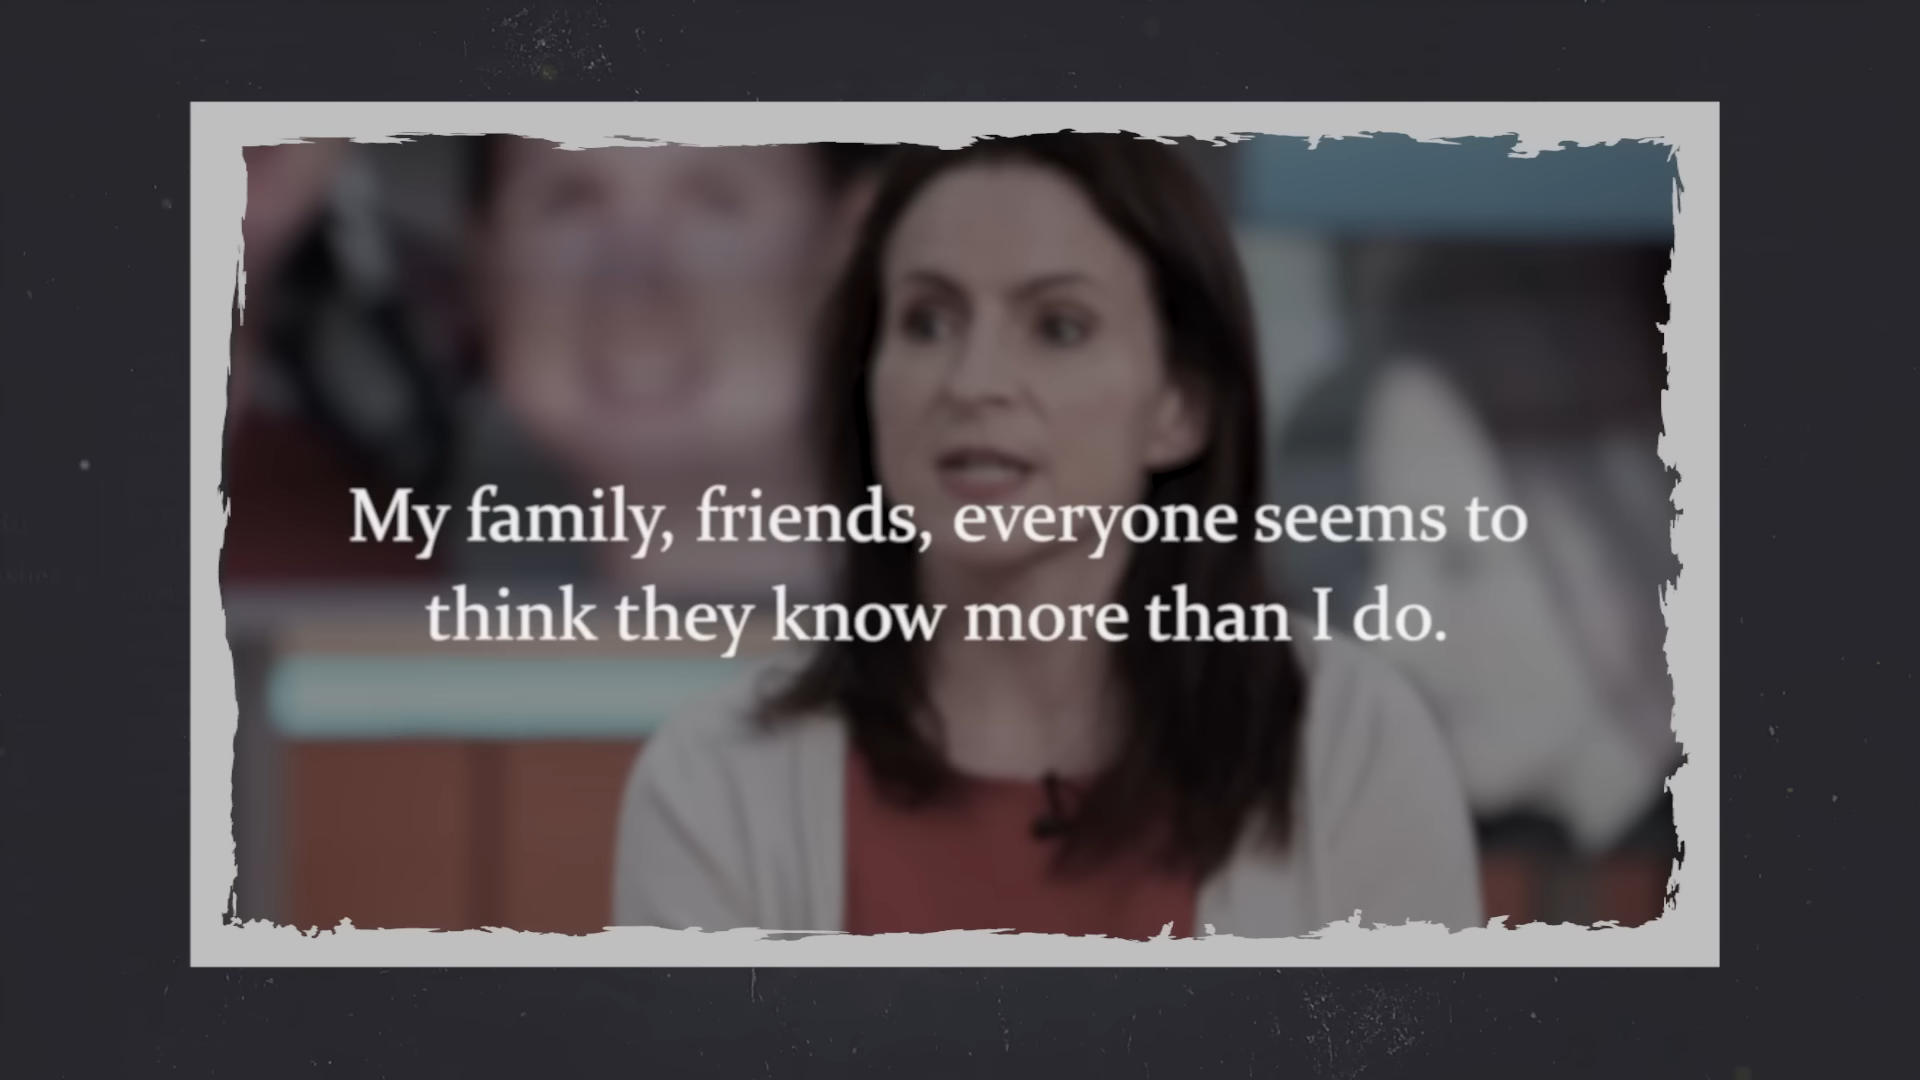 My family, friends, everyone seems to
think they know more than I do.